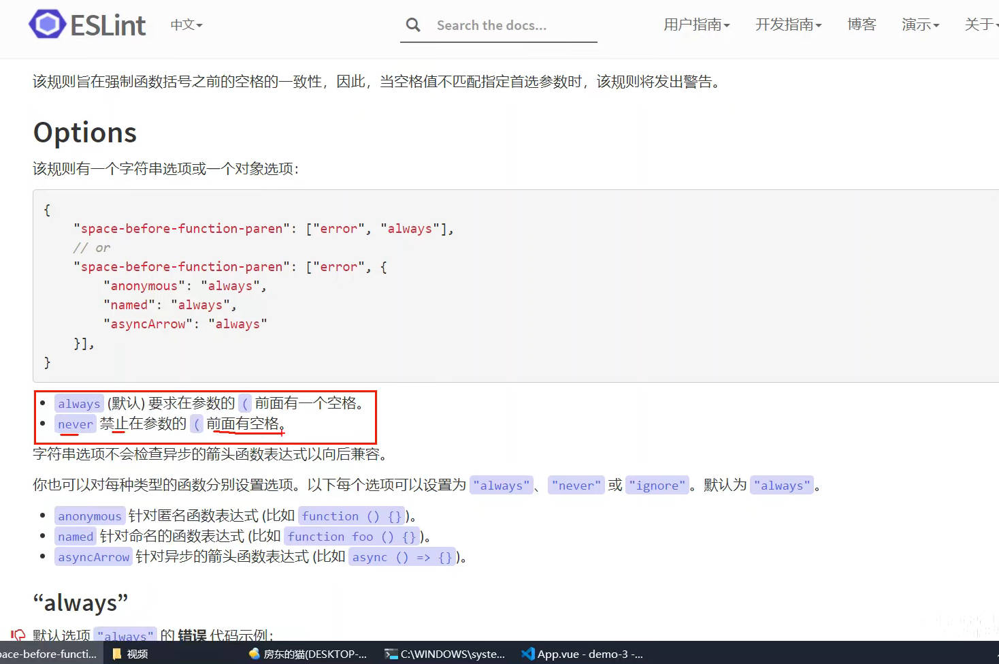 ESLint 中文 Search the docs... 用户指南 开发指南 博客 演示 关于
该规则旨在强制函数括号之前的空格的一致性，因此，当空格值不匹配指定首选参数时，该规则将发出警告。
Options
该规则有一个字符串选项或一个对象选项：
{
"space-before-function-paren": ["error", "always"],
// or
"space-before-function-paren": ["error", {
"anonymous": "always",
"named": "always",
"asyncArrow": "always"
}],
}
always (默认) 要求在参数的 ( 前面有一个空格。
never 禁止在参数的 ( 前面有空格。
字符串选项不会检查异步的箭头函数表达式以向后兼容。
你也可以对每种类型的函数分别设置选项。以下每个选项可以设置为 "always"、"never" 或 "ignore"。默认为 "always"。
anonymous 针对匿名函数表达式 (比如 function () {})。
named 针对命名的函数表达式 (比如 function foo () {})。
asyncArrow 针对异步的箭头函数表达式 (比如 async () => {})。
“always”
默认选项 "always" 的 错误 代码示例：
pace-before-functi... 视频 房东的猫(DESKTOP-... C:\WINDOWS\syste... App.vue - demo-3 -...